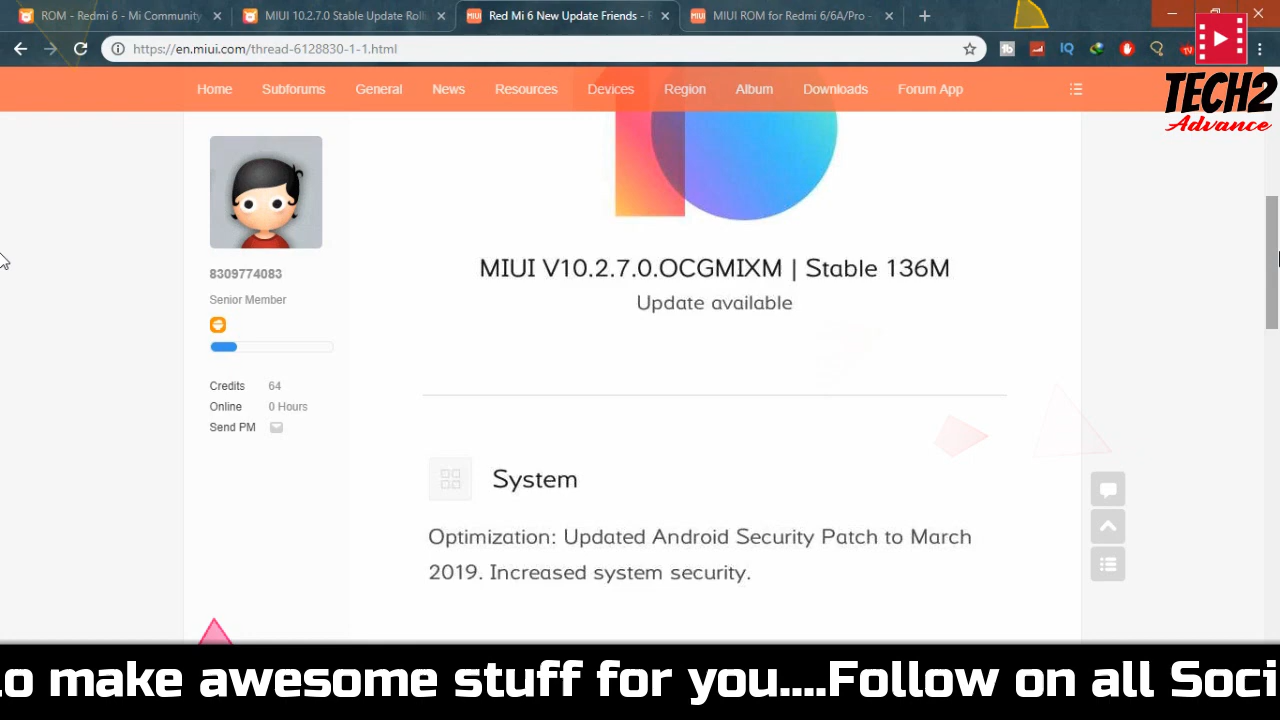 ROM - Redmi 6 - Mi Community
MIUI 10.2.7.0 Stable Update Roll
Red Mi 6 New Update Friends -
MIUI ROM for Redmi 6/6A/Pro -
https://en.miui.com/thread-6128830-1-1.html
IQ
TV
TECH2
Advance
Home Subforums General News Resources Devices Region Album Downloads Forum App
8309774083
Senior Member
Credits 64
Online 0 Hours
Send PM
MIUI V10.2.7.0.OCGMIXM | Stable 136M
Update available
System
Optimization: Updated Android Security Patch to March
2019. Increased system security.
o make awesome stuff for you....Follow on all Soci